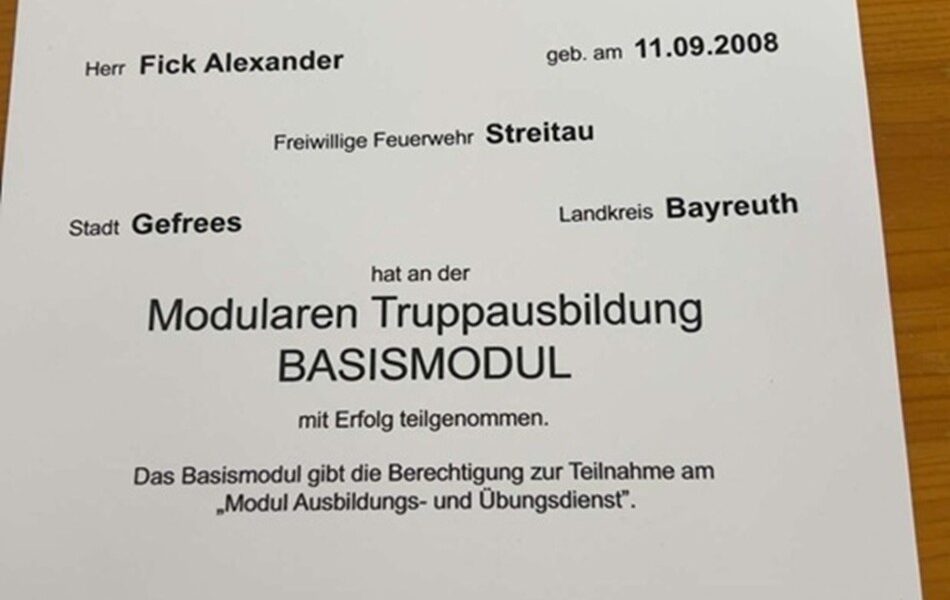 Herr Fick Alexander geb. am 11.09.2008
Freiwillige Feuerwehr Streitau
Stadt Gefrees Landkreis Bayreuth
hat an der
Modularen Truppausbildung
BASISMODUL
mit Erfolg teilgenommen.
Das Basismodul gibt die Berechtigung zur Teilnahme am
„Modul Ausbildungs- und Übungsdienst”.